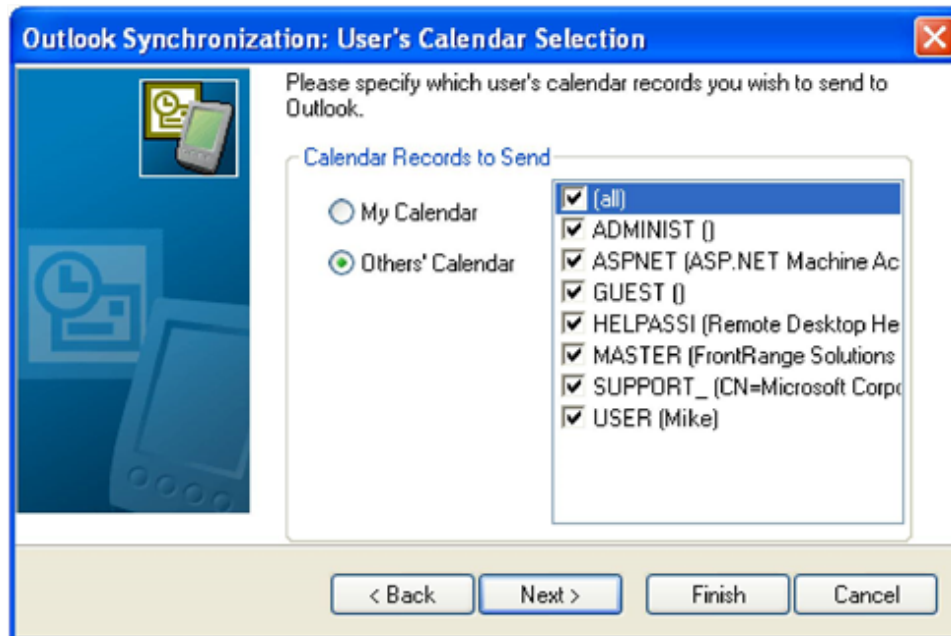 Outlook Synchronization: User's Calendar Selection
Please specify which user's calendar records you wish to send to
Outlook.
Calendar Records to Send
My Calendar
Others' Calendar
(all)
ADMINIST ()
ASPNET (ASP.NET Machine Ac
GUEST ()
HELPASSI (Remote Desktop He
MASTER (FrontRange Solutions
SUPPORT_ (CN=Microsoft Corpo
USER (Mike)
< Back
Next >
Finish
Cancel